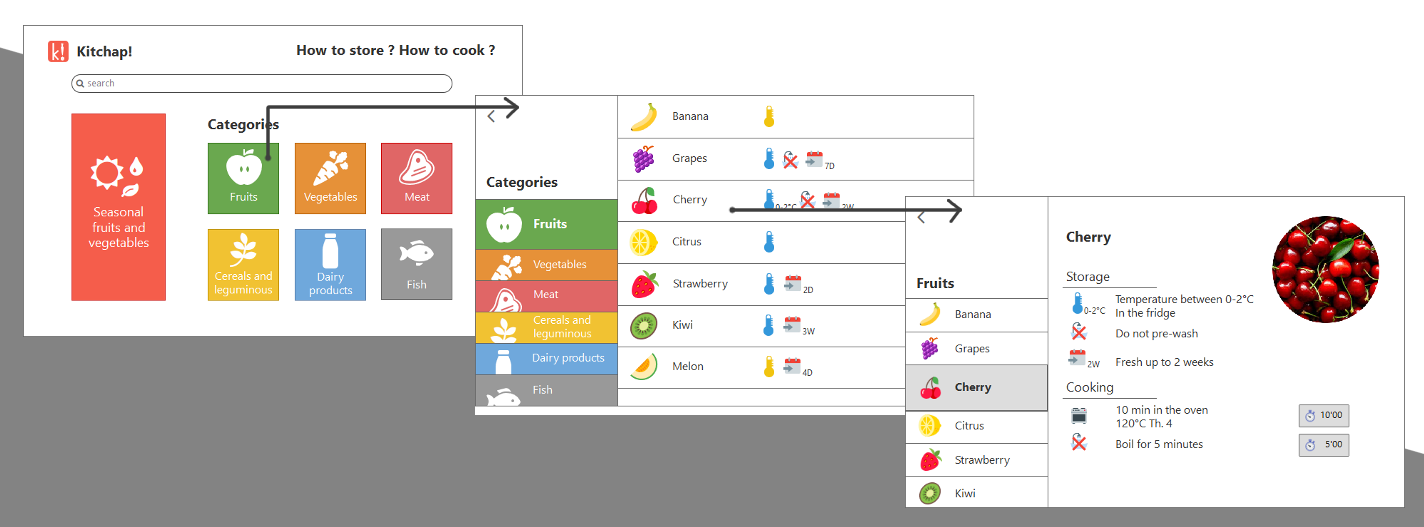 k!
Kitchap!
How to store ? How to cook ?
search
Seasonal
fruits and
vegetables
Categories
Fruits
Vegetables
Meat
Cereals and
leguminous
Dairy
products
Fish
Categories
Fruits
Vegetables
Meat
Cereals and
leguminous
Dairy products
Fish
Banana
Grapes
7D
Cherry
0-2°C
2W
Citrus
Strawberry
2D
Kiwi
3W
Melon
4D
Fruits
Banana
Grapes
Cherry
Citrus
Strawberry
Kiwi
Cherry
Storage
0-2°C
Temperature between 0-2°C
In the fridge
Do not pre-wash
2W
Fresh up to 2 weeks
Cooking
10 min in the oven
120°C Th. 4
10'00
Boil for 5 minutes
5'00